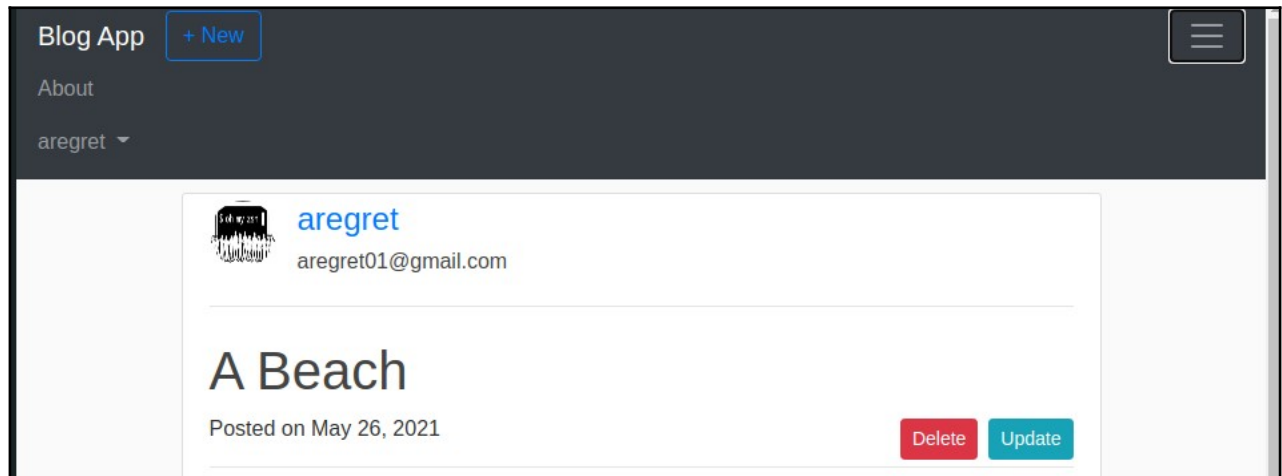 Blog App + New
About
aregret
aregret
aregret01@gmail.com
A Beach
Posted on May 26, 2021
Delete Update